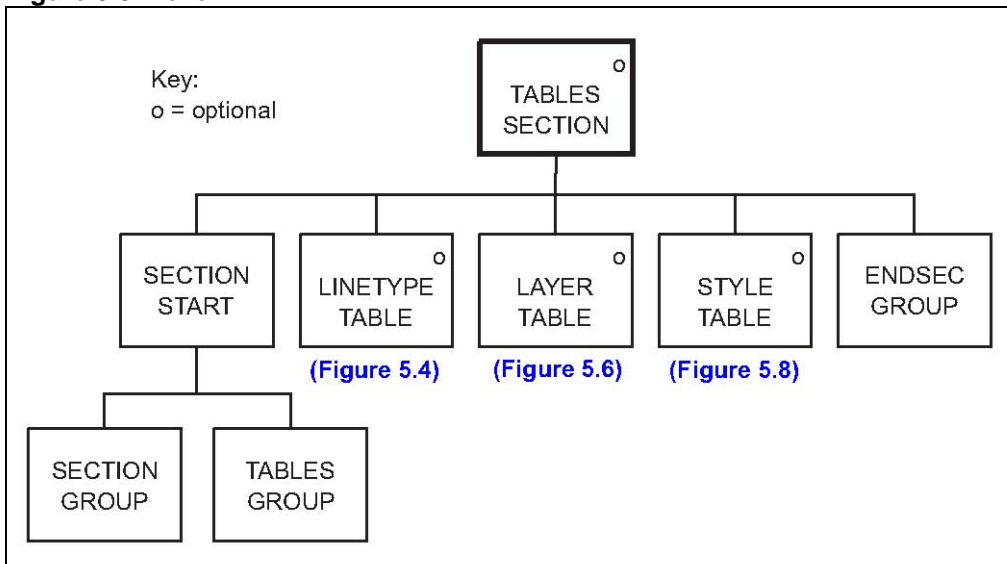 Key:
o = optional
o
TABLES
SECTION
SECTION
START
o
LINETYPE
TABLE
(Figure 5.4)
o
LAYER
TABLE
(Figure 5.6)
o
STYLE
TABLE
(Figure 5.8)
ENDSEC
GROUP
SECTION
GROUP
TABLES
GROUP